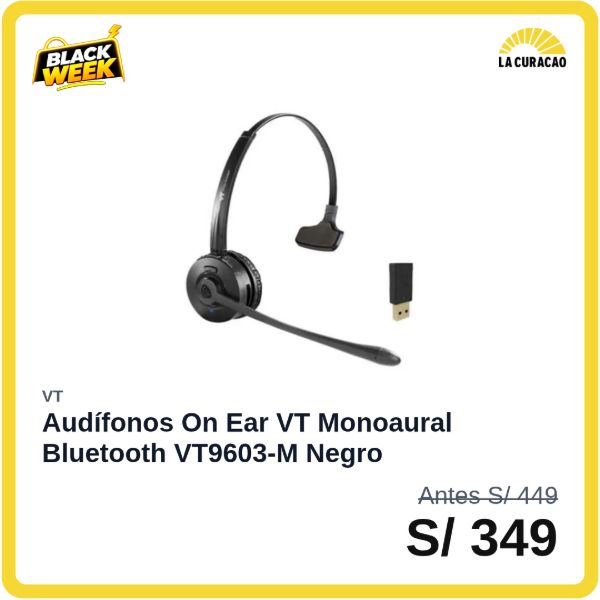 BLACK
WEEK
LA CURACAO
VT
Audífonos On Ear VT Monoaural
Bluetooth VT9603-M Negro
Antes S/ 449
S/ 349